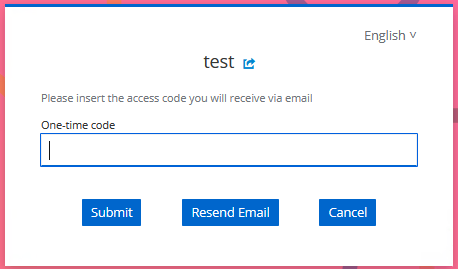 English
test
Please insert the access code you will receive via email
One-time code
Submit Resend Email Cancel